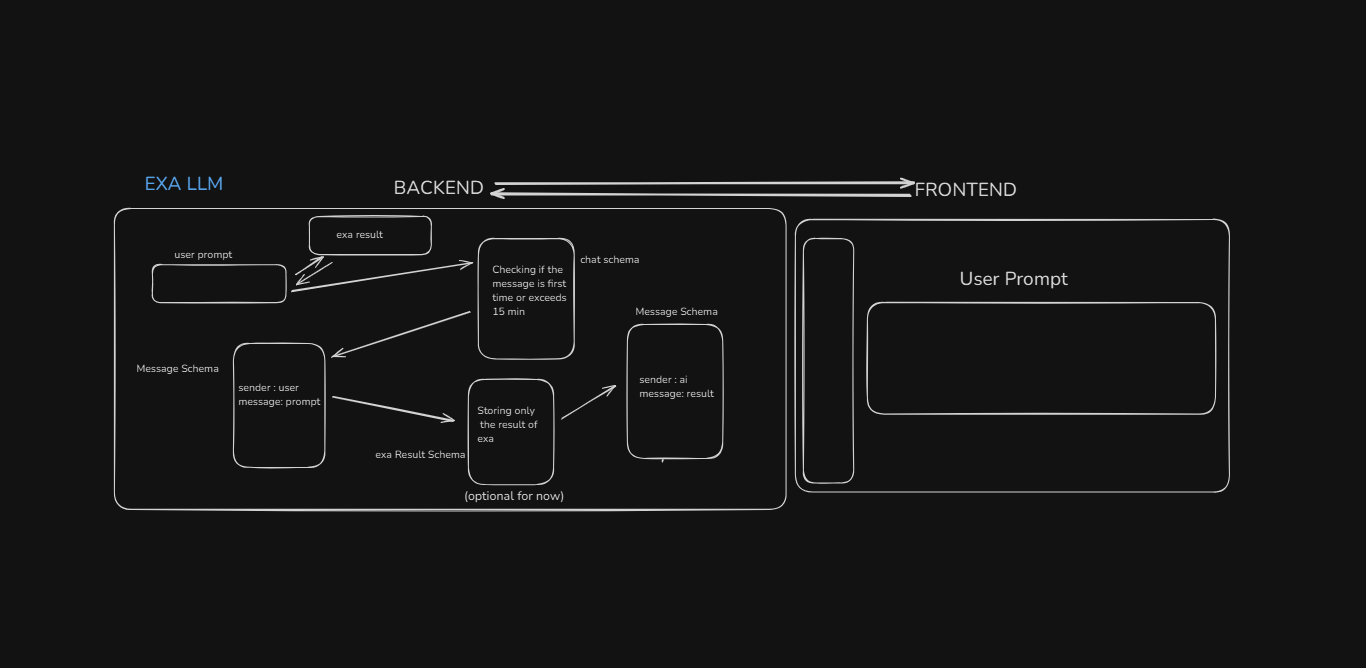 EXA LLM
BACKEND
FRONTEND
exa result
user prompt
Checking if the
message is first
time or exceeds
15 min
chat schema
User Prompt
Message Schema
Message Schema
sender : user
message: prompt
sender : ai
message: result
Storing only
the result of
exa
exa Result Schema
(optional for now)